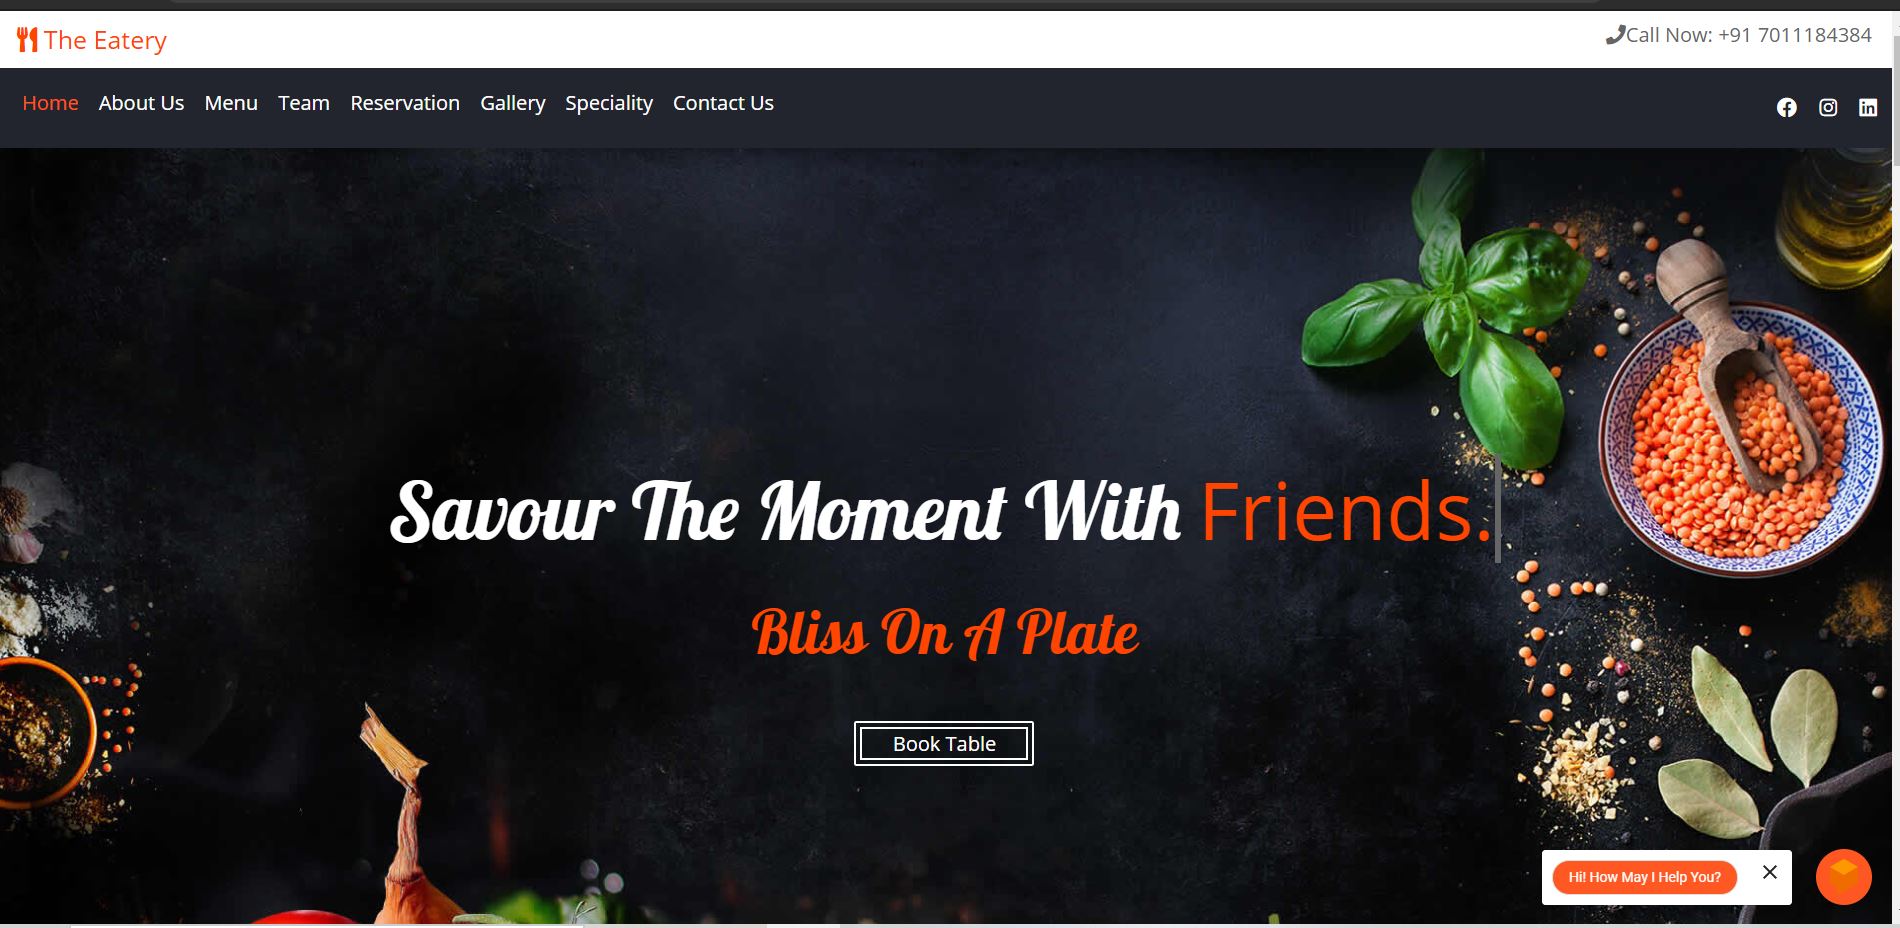 The Eatery
Call Now: +91 7011184384
Home About Us Menu Team Reservation Gallery Speciality Contact Us
Savour The Moment With Friends.
Bliss On A Plate
Book Table
Hi! How May I Help You?